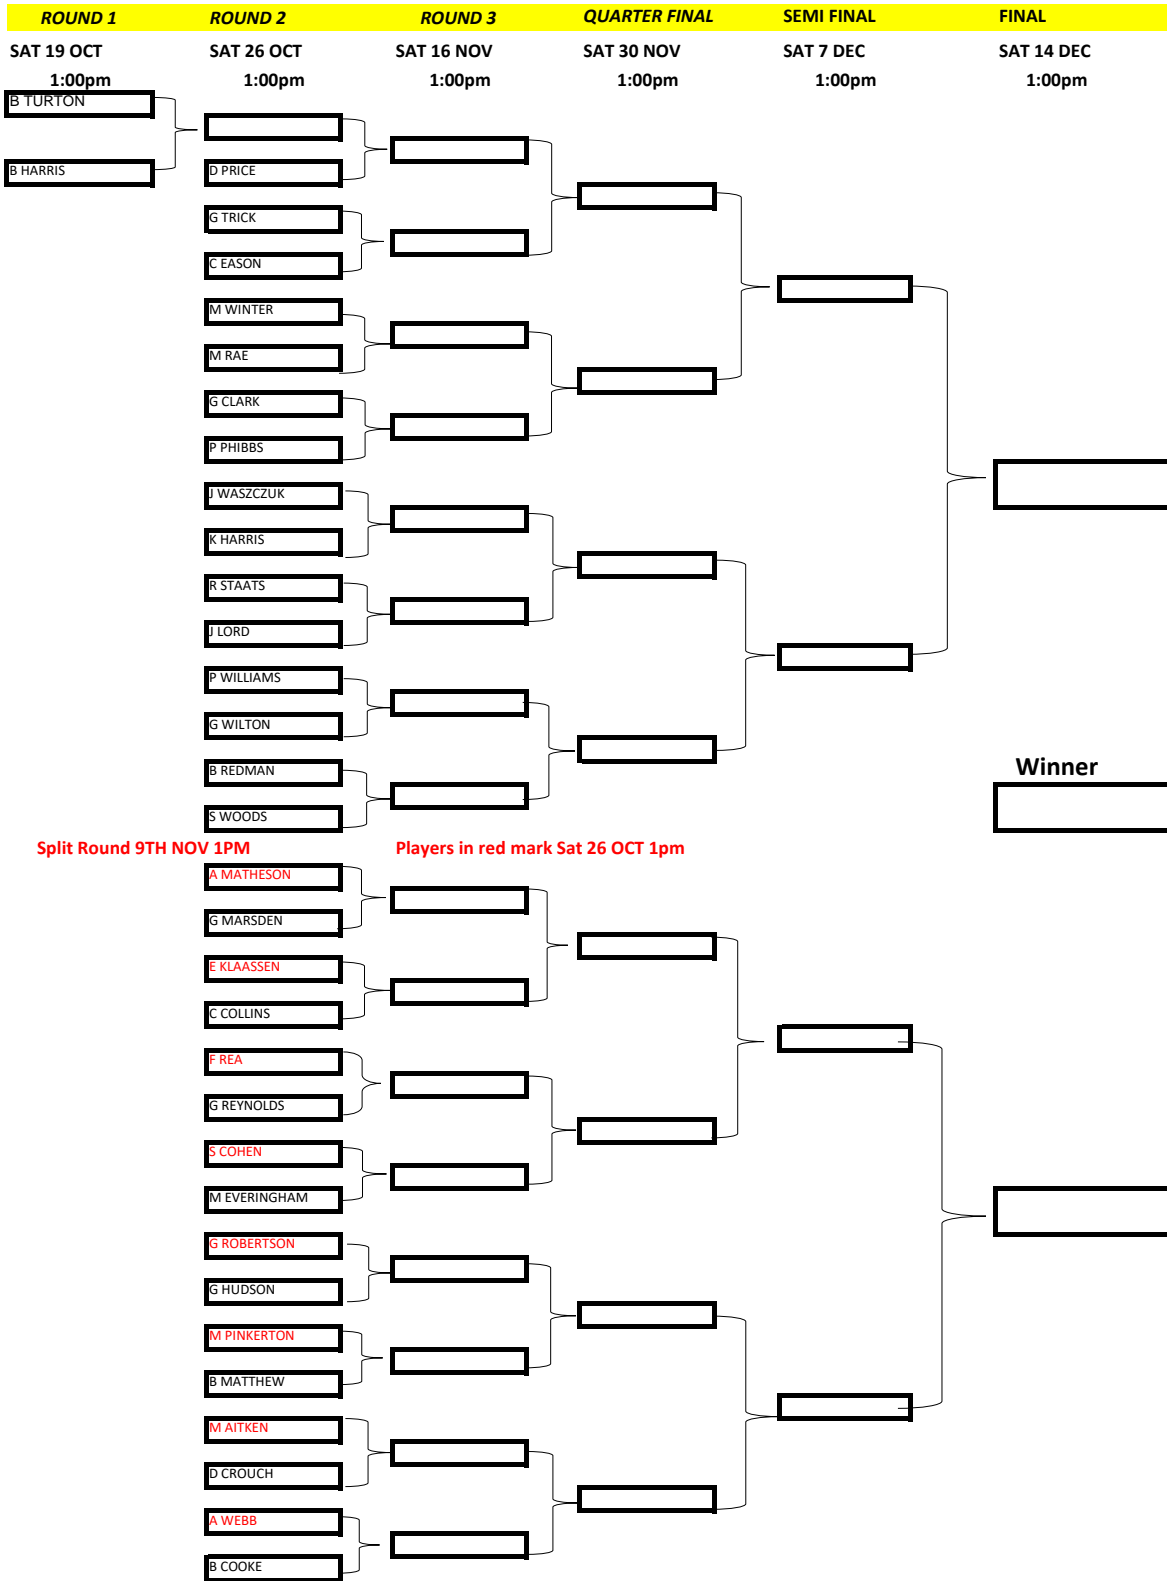 ROUND 1 ROUND 2 ROUND 3 QUARTER FINAL SEMI FINAL FINAL
SAT 19 OCT SAT 26 OCT SAT 16 NOV SAT 30 NOV SAT 7 DEC SAT 14 DEC
1:00pm 1:00pm 1:00pm 1:00pm 1:00pm 1:00pm
B TURTON
B HARRIS D PRICE
G TRICK
C EASON
M WINTER
M RAE
G CLARK
P PHIBBS
J WASZCZUK
K HARRIS
R STAATS
J LORD
P WILLIAMS
G WILTON
B REDMAN
Winner
S WOODS
Split Round 9TH NOV 1PM Players in red mark Sat 26 OCT 1pm
A MATHESON
G MARSDEN
E KLAASSEN
C COLLINS
F REA
G REYNOLDS
S COHEN
M EVERINGHAM
G ROBERTSON
G HUDSON
M PINKERTON
B MATTHEW
M AITKEN
D CROUCH
A WEBB
B COOKE